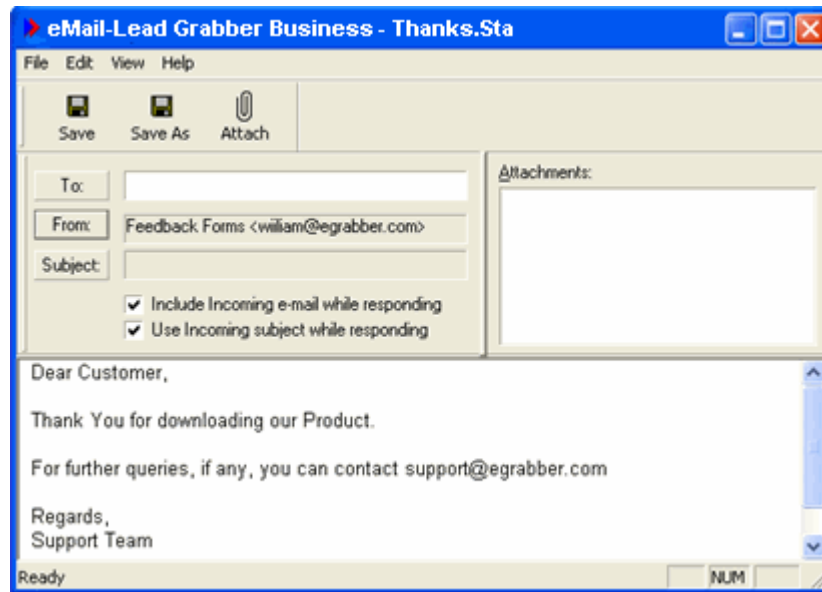 eMail-Lead Grabber Business - Thanks.Sta
File Edit View Help
Save Save As Attach
To:
Attachments:
From: Feedback Forms <wiiliam@egrabber.com>
Subject:
Include Incoming e-mail while responding
Use Incoming subject while responding
Dear Customer,
Thank You for downloading our Product.
For further queries, if any, you can contact support@egrabber.com
Regards,
Support Team
Ready NUM